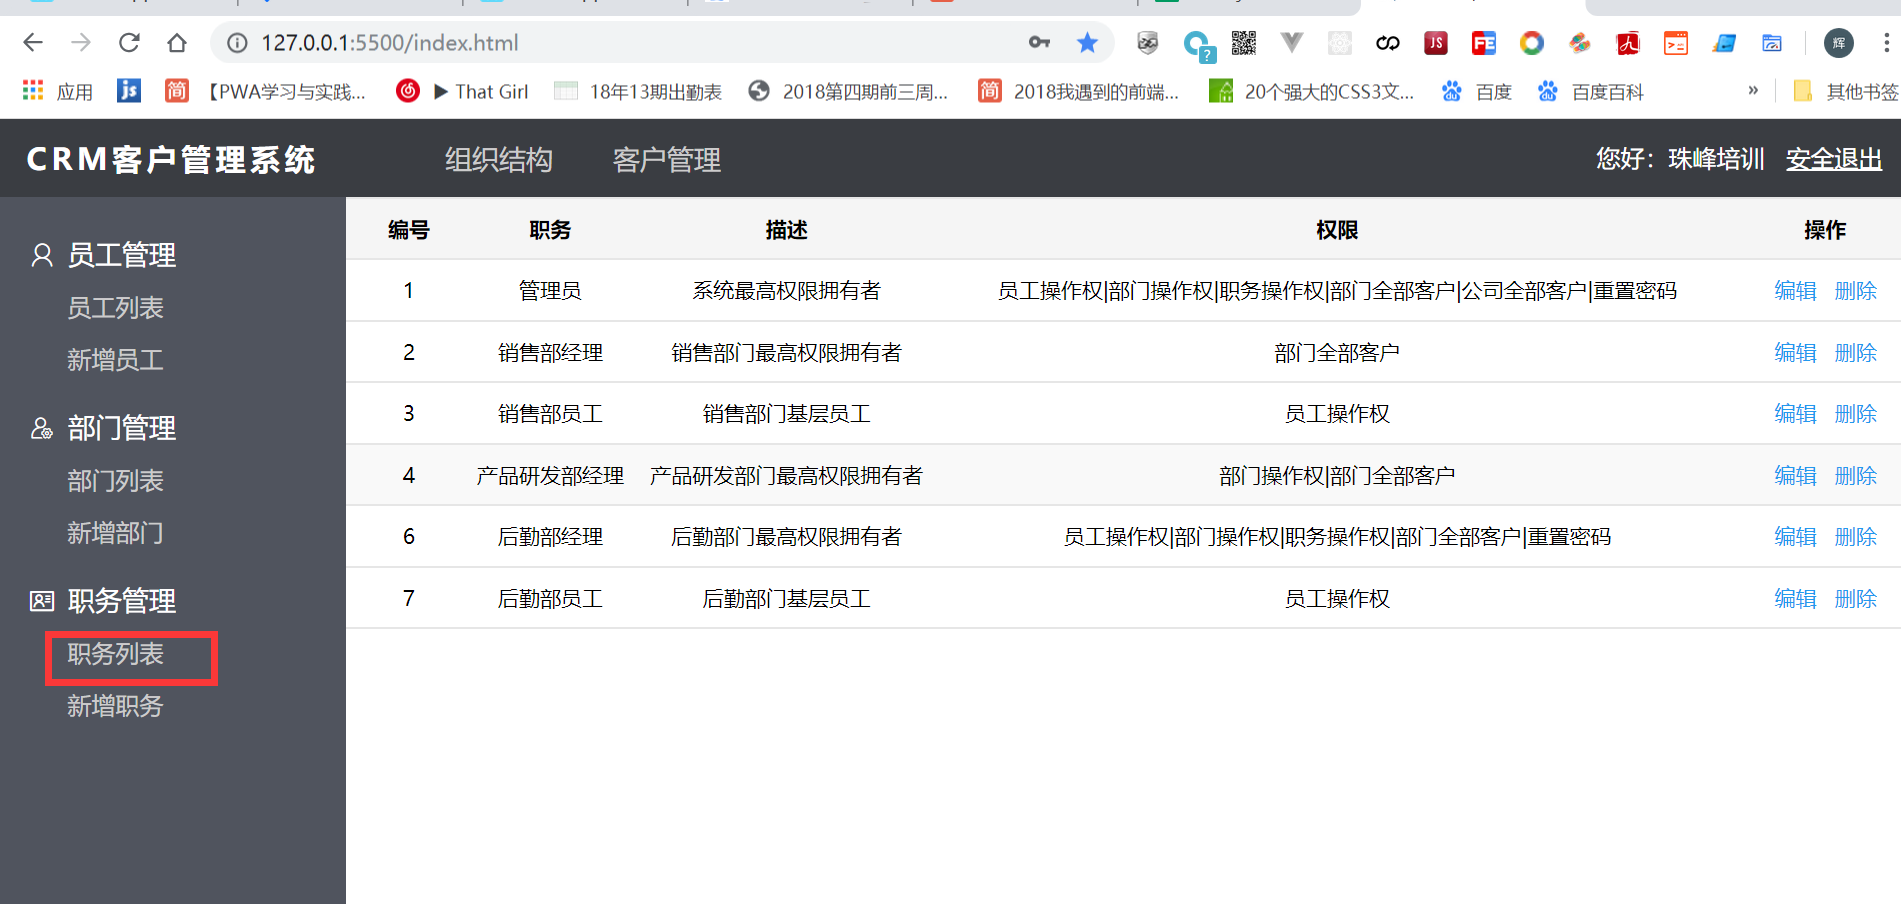 127.0.0.1:5500/index.html
应用 【PWA学习与实践... ▶ That Girl 18年13期出勤表 2018第四期前三周... 2018我遇到的前端... 20个强大的CSS3文... 百度 百度百科 » 其他书签
CRM客户管理系统 组织结构 客户管理 您好：珠峰培训 安全退出
员工管理
员工列表
新增员工
部门管理
部门列表
新增部门
职务管理
职务列表
新增职务
编号 职务 描述 权限 操作
1 管理员 系统最高权限拥有者 员工操作权|部门操作权|职务操作权|部门全部客户|公司全部客户|重置密码 编辑 删除
2 销售部经理 销售部门最高权限拥有者 部门全部客户 编辑 删除
3 销售部员工 销售部门基层员工 员工操作权 编辑 删除
4 产品研发部经理 产品研发部门最高权限拥有者 部门操作权|部门全部客户 编辑 删除
6 后勤部经理 后勤部门最高权限拥有者 员工操作权|部门操作权|职务操作权|部门全部客户|重置密码 编辑 删除
7 后勤部员工 后勤部门基层员工 员工操作权 编辑 删除